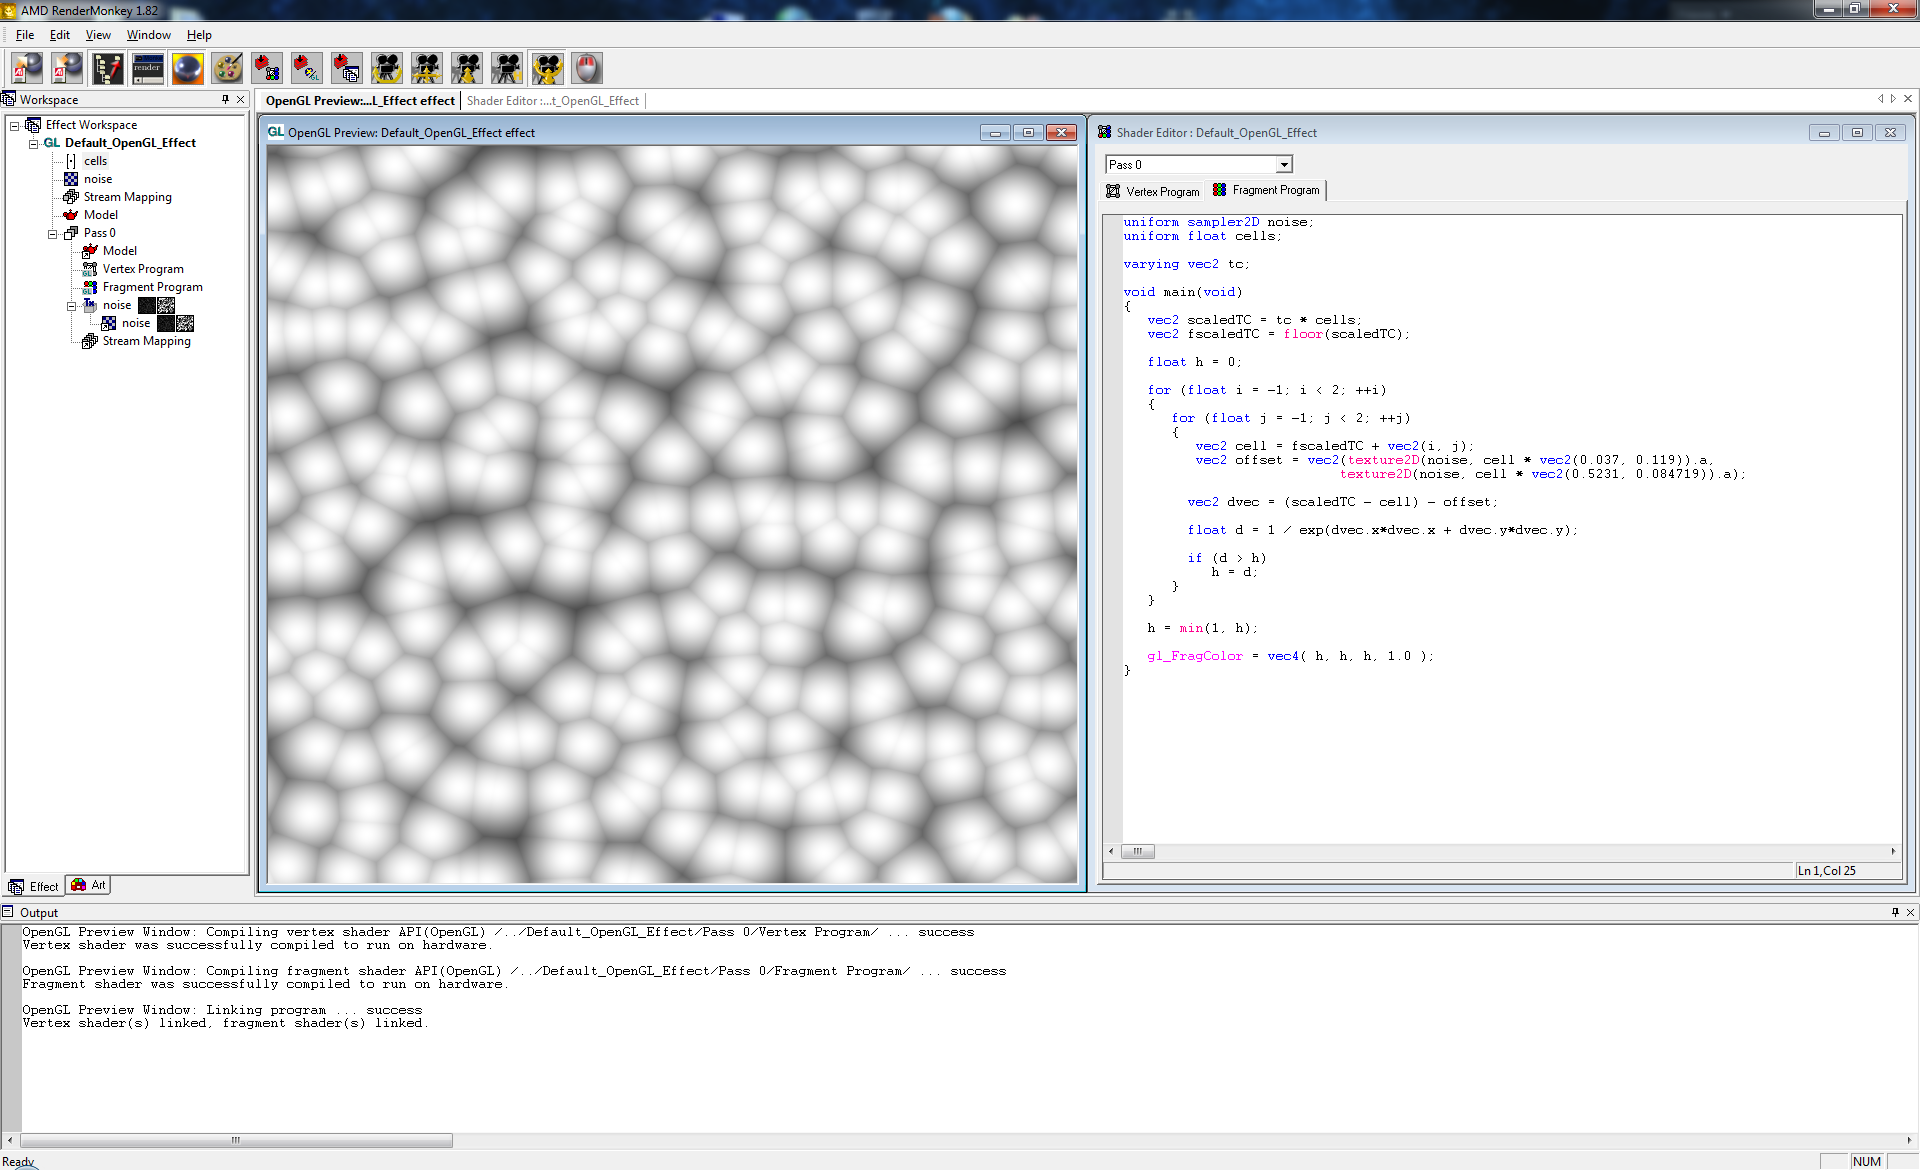 AMD RenderMonkey 1.82
File Edit View Window Help
render
Workspace
Effect Workspace
GL Default_OpenGL_Effect
cells
noise
Stream Mapping
Model
Pass 0
Model
Vertex Program
Fragment Program
noise
noise
Stream Mapping
Effect Art
OpenGL Preview:...L_Effect effect Shader Editor :...t_OpenGL_Effect
GL OpenGL Preview: Default_OpenGL_Effect effect
Shader Editor : Default_OpenGL_Effect
Pass 0
Vertex Program Fragment Program
uniform sampler2D noise;
uniform float cells;
varying vec2 tc;
void main(void)
{
vec2 scaledTC = tc * cells;
vec2 fscaledTC = floor(scaledTC);
float h = 0;
for (float i = -1; i < 2; ++i)
{
for (float j = -1; j < 2; ++j)
{
vec2 cell = fscaledTC + vec2(i, j);
vec2 offset = vec2(texture2D(noise, cell * vec2(0.037, 0.119)).a,
texture2D(noise, cell * vec2(0.5231, 0.084719)).a);
vec2 dvec = (scaledTC - cell) - offset;
float d = 1 / exp(dvec.x*dvec.x + dvec.y*dvec.y);
if (d > h)
h = d;
}
}
h = min(1, h);
gl_FragColor = vec4( h, h, h, 1.0 );
}
Ln 1,Col 25
Output
OpenGL Preview Window: Compiling vertex shader API(OpenGL) /../Default_OpenGL_Effect/Pass 0/Vertex Program/ ... success
Vertex shader was successfully compiled to run on hardware.
OpenGL Preview Window: Compiling fragment shader API(OpenGL) /../Default_OpenGL_Effect/Pass 0/Fragment Program/ ... success
Fragment shader was successfully compiled to run on hardware.
OpenGL Preview Window: Linking program ... success
Vertex shader(s) linked, fragment shader(s) linked.
Ready
NUM